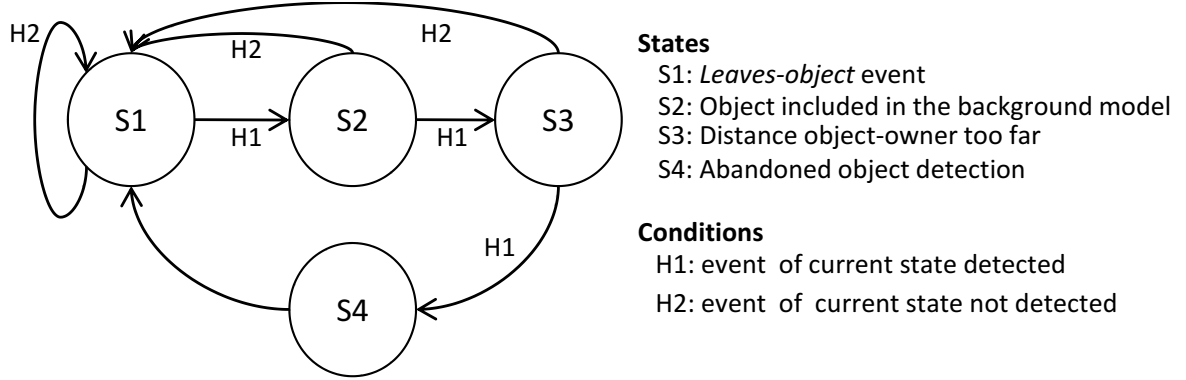 H2
H2
H2
S1
H1
S2
H1
S3
H1
S4
States
S1: Leaves-object event
S2: Object included in the background model
S3: Distance object-owner too far
S4: Abandoned object detection
Conditions
H1: event of current state detected
H2: event of current state not detected